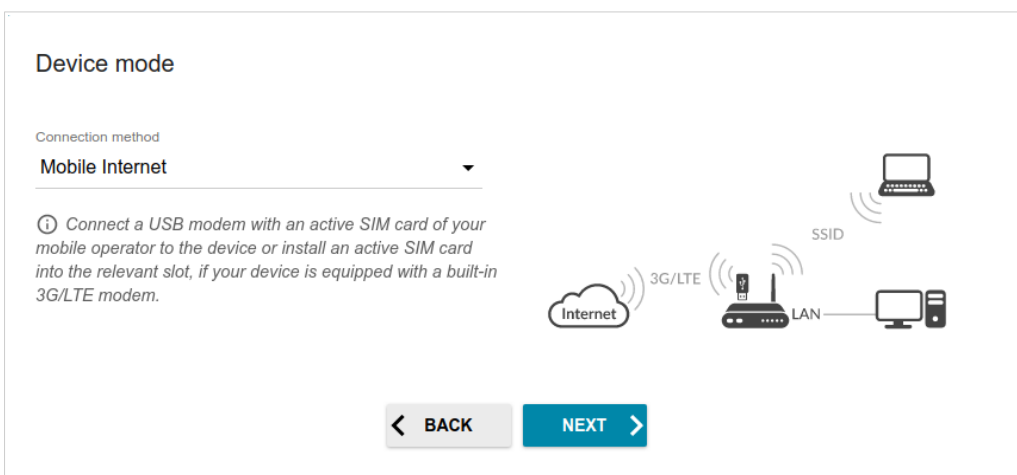 Device mode
Connection method
Mobile Internet
Connect a USB modem with an active SIM card of your
mobile operator to the device or install an active SIM card
into the relevant slot, if your device is equipped with a built-in
3G/LTE modem.
SSID
3G/LTE
Internet
LAN
BACK
NEXT